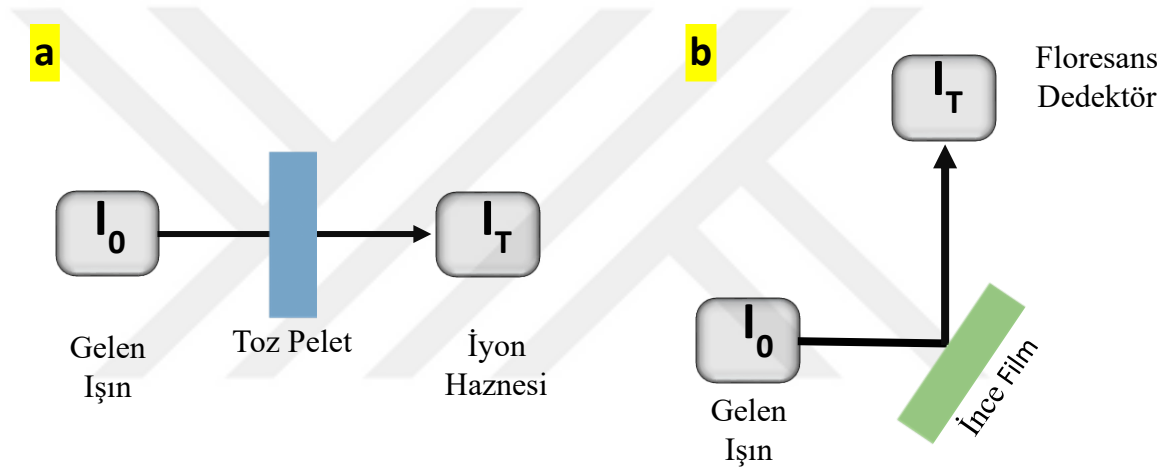 a
I0
IT
Toz Pelet
Gelen
Işın
İyon
Haznesi
b
IT
Floresans
Dedektör
I0
Gelen
Işın
İnce Film